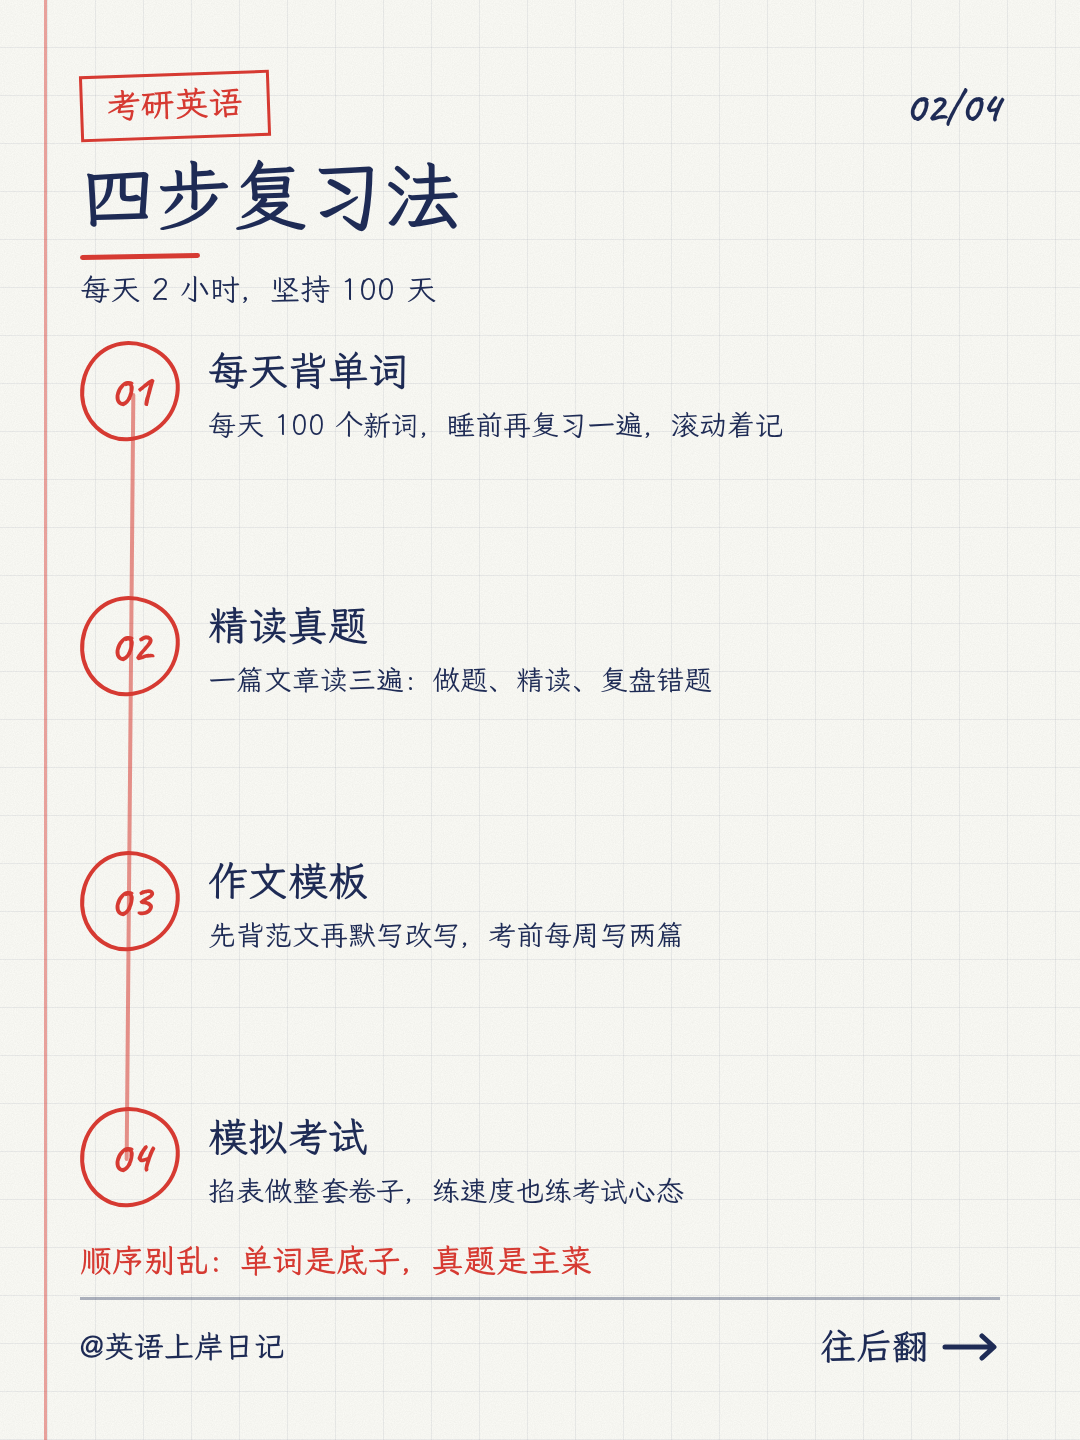 考研英语
02/04
四步复习法
每天 2 小时，坚持 100 天
01
每天背单词
每天 100 个新词，睡前再复习一遍，滚动着记
02
精读真题
一篇文章读三遍：做题、精读、复盘错题
03
作文模板
先背范文再默写改写，考前每周写两篇
04
模拟考试
掐表做整套卷子，练速度也练考试心态
顺序别乱：单词是底子，真题是主菜
@英语上岸日记
往后翻 →